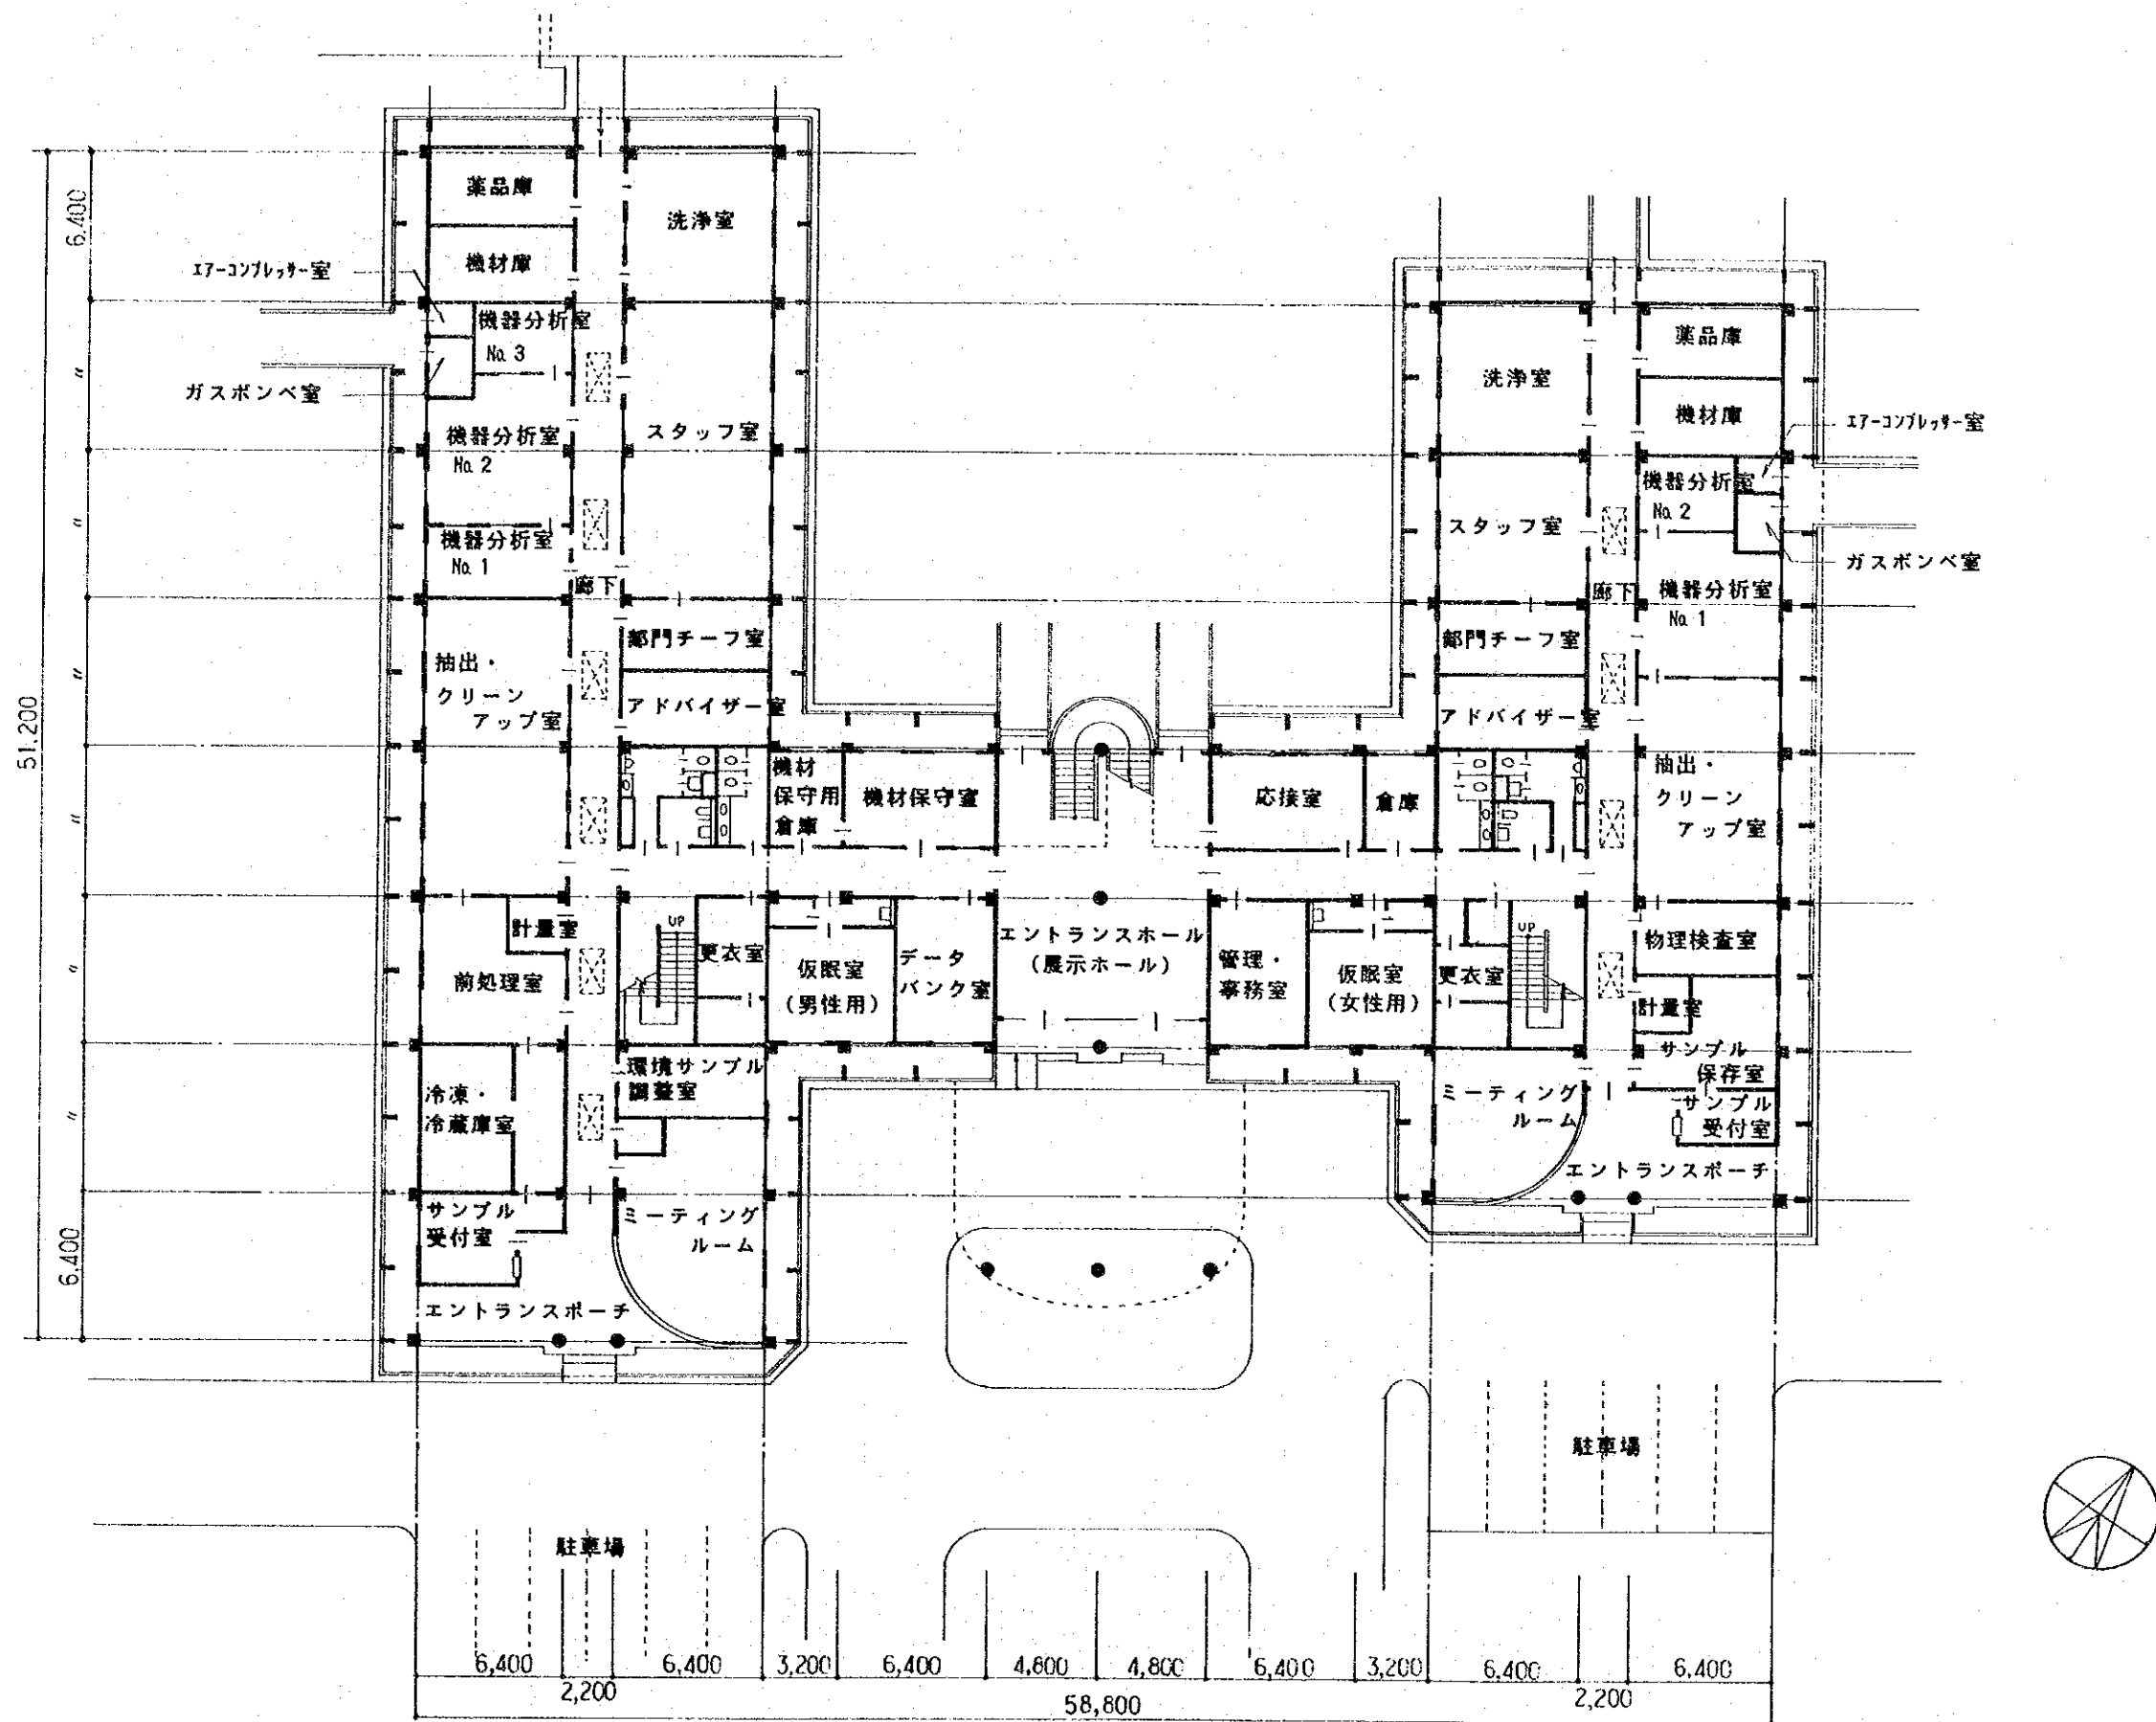 6,400
〃
〃
〃
〃
〃
〃
6,400
51,200
薬品庫
機材庫
洗浄室
エアーコンプレッサー室
ガスボンベ室
機器分析室
No.3
機器分析室
No.2
機器分析室
No.1
スタッフ室
廊下
部門チーフ室
アドバイザー室
抽出・
クリーン
アップ室
機材
保守用
倉庫
機材保守室
計量室
前処理室
UP
更衣室
仮眠室
(男性用)
データ
バンク室
環境サンプル
調整室
冷凍・
冷蔵庫室
サンプル
受付室
ミーティング
ルーム
エントランスポーチ
エントランスホール
(展示ホール)
応接室
倉庫
管理・
事務室
仮眠室
(女性用)
更衣室
UP
洗浄室
薬品庫
機材庫
エアーコンプレッサー室
機器分析室
No.2
ガスボンベ室
スタッフ室
廊下
機器分析室
No.1
部門チーフ室
アドバイザー室
抽出・
クリーン
アップ室
物理検査室
計量室
サンプル
保存室
サンプル
受付室
ミーティング
ルーム
エントランスポーチ
駐車場
駐車場
6,400
2,200
6,400
3,200
6,400
4,800
4,800
6,400
3,200
6,400
2,200
6,400
58,800